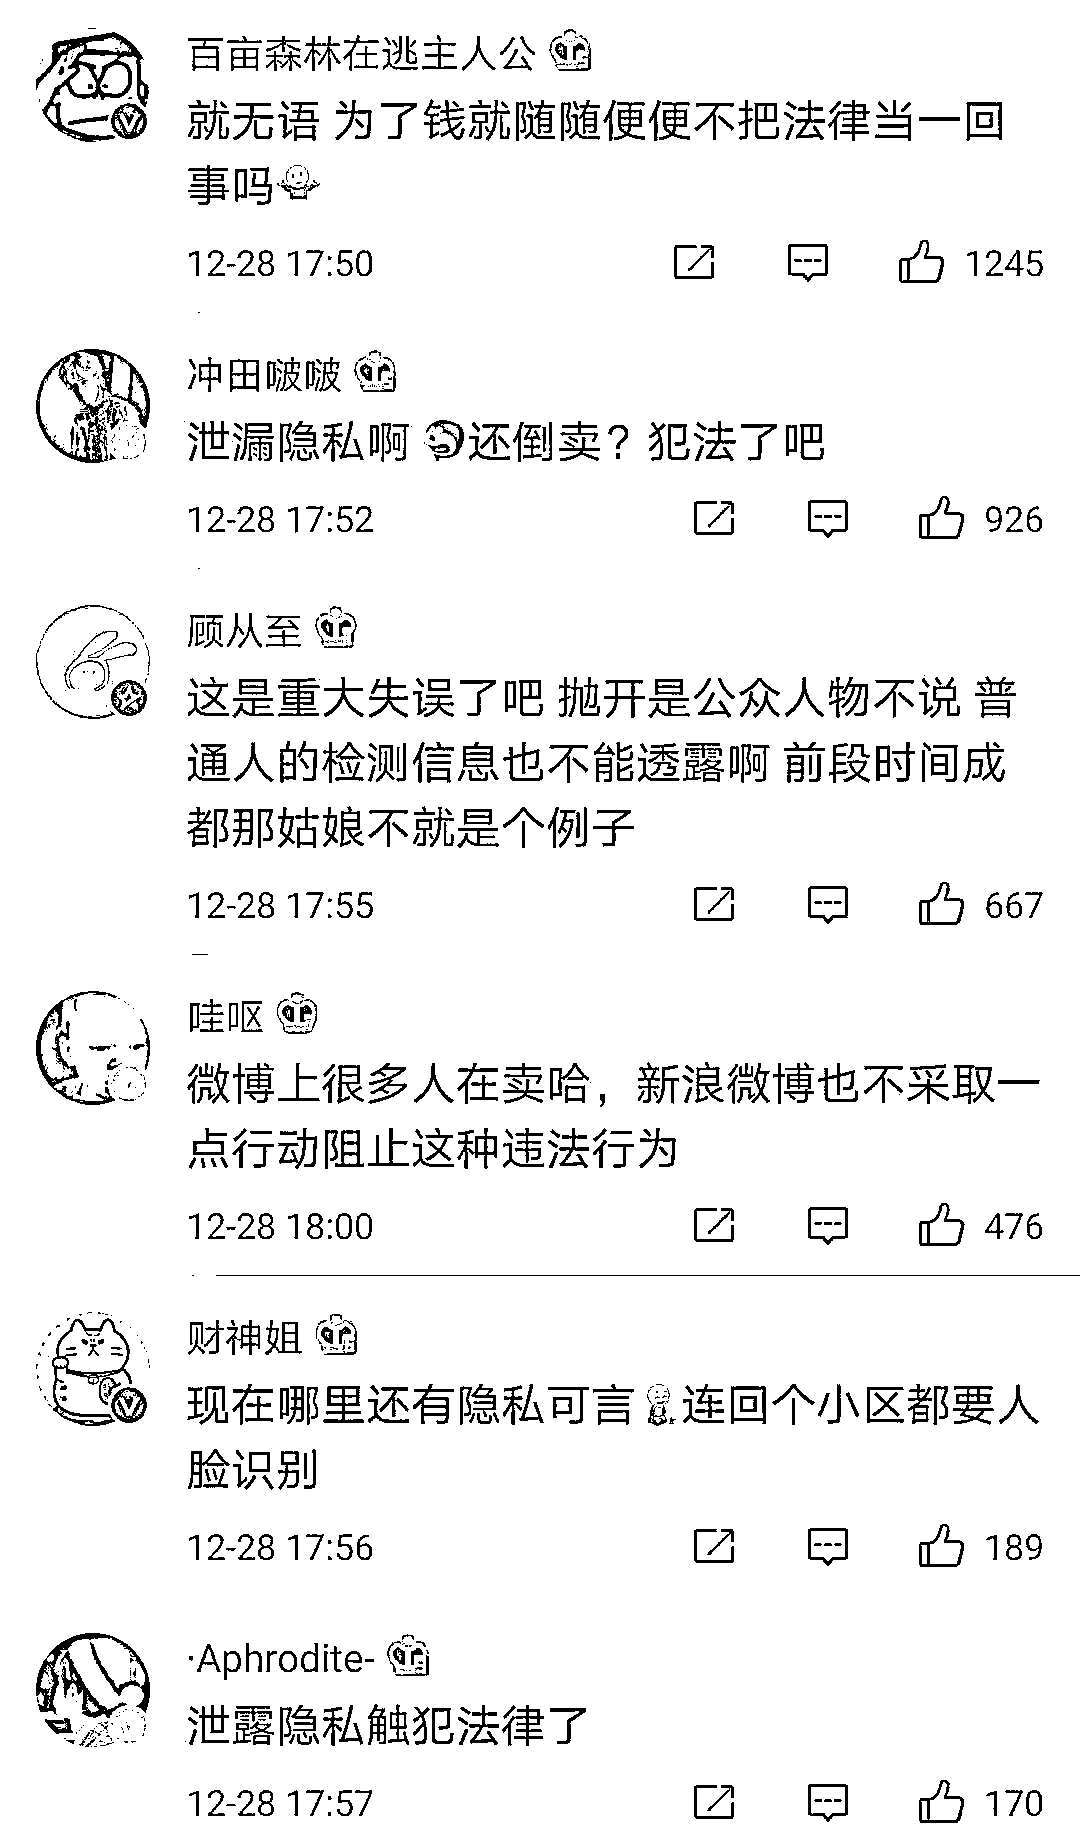 百亩森林在逃主人公
就无语 为了钱就随随便便不把法律当一回
事吗
12-28 17:50 1245
冲田啵啵
泄漏隐私啊 还倒卖？犯法了吧
12-28 17:52 926
顾从至
这是重大失误了吧 抛开是公众人物不说 普
通人的检测信息也不能透露啊 前段时间成
都那姑娘不就是个例子
12-28 17:55 667
哇呕
微博上很多人在卖哈，新浪微博也不采取一
点行动阻止这种违法行为
12-28 18:00 476
财神姐
现在哪里还有隐私可言 连回个小区都要人
脸识别
12-28 17:56 189
·Aphrodite-
泄露隐私触犯法律了
12-28 17:57 170